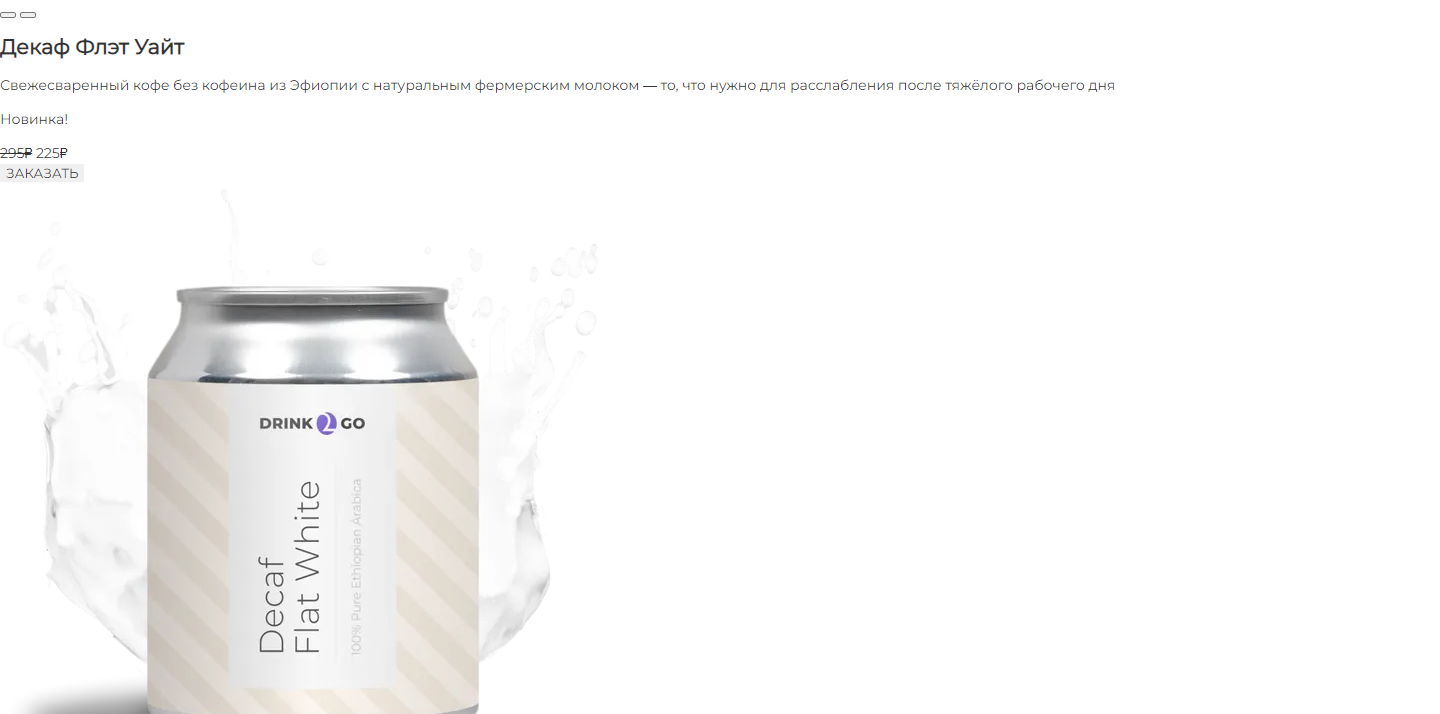 Декаф Флэт Уайт
Свежесваренный кофе без кофеина из Эфиопии с натуральным фермерским молоком — то, что нужно для расслабления после тяжёлого рабочего дня
Новинка!
295₽ 225₽
ЗАКАЗАТЬ
DRINK 2 GO
Decaf
Flat White
100% Pure Ethiopian Arabica